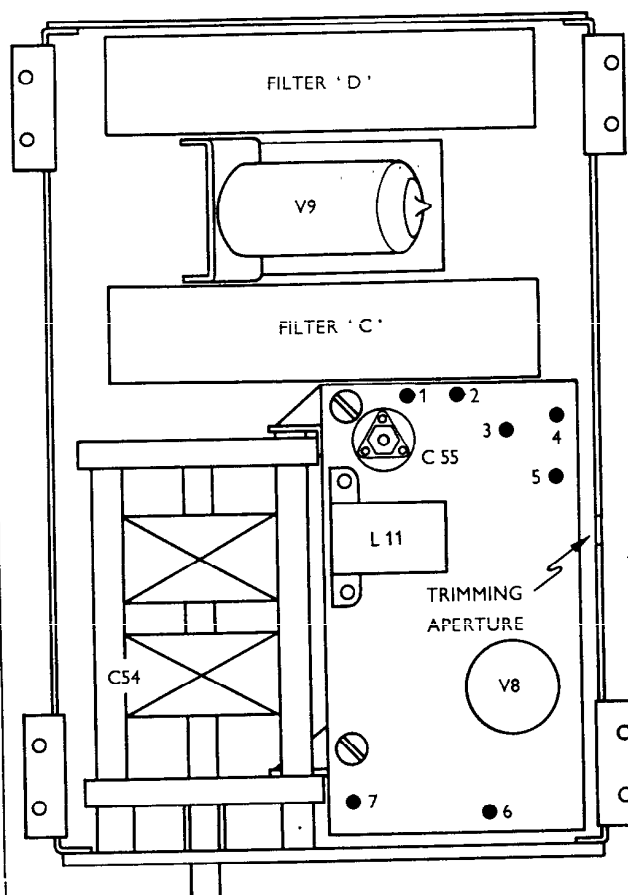 FILTER 'D'
V9
FILTER 'C'
1
2
3
4
C 55
5
L 11
TRIMMING
APERTURE
C54
V8
7
6